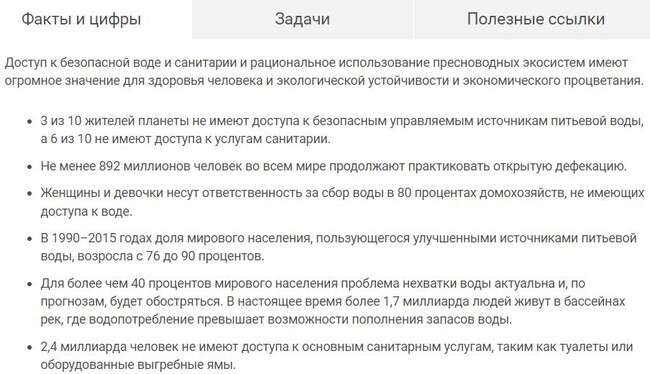 Факты и цифры Задачи Полезные ссылки
Доступ к безопасной воде и санитарии и рациональное использование пресноводных экосистем имеют
огромное значение для здоровья человека и экологической устойчивости и экономического процветания.
• 3 из 10 жителей планеты не имеют доступа к безопасным управляемым источникам питьевой воды,
а 6 из 10 не имеют доступа к услугам санитарии.
• Не менее 892 миллионов человек во всем мире продолжают практиковать открытую дефекацию.
• Женщины и девочки несут ответственность за сбор воды в 80 процентах домохозяйств, не имеющих
доступа к воде.
• В 1990–2015 годах доля мирового населения, пользующегося улучшенными источниками питьевой
воды, возросла с 76 до 90 процентов.
• Для более чем 40 процентов мирового населения проблема нехватки воды актуальна и, по
прогнозам, будет обостряться. В настоящее время более 1,7 миллиарда людей живут в бассейнах
рек, где водопотребление превышает возможности пополнения запасов воды.
• 2,4 миллиарда человек не имеют доступа к основным санитарным услугам, таким как туалеты или
оборудованные выгребные ямы.